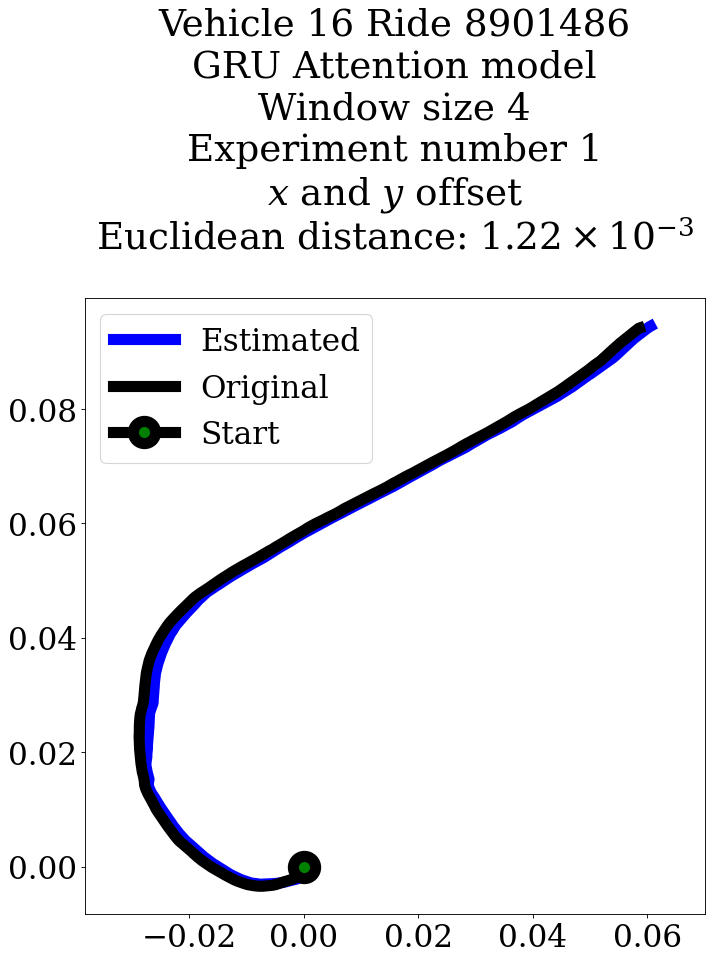 Vehicle 16 Ride 8901486
GRU Attention model
Window size 4
Experiment number 1
x and y offset
Euclidean distance: 1.22 × 10⁻³
Estimated
Original
Start
0.08
0.06
0.04
0.02
0.00
−0.02 0.00 0.02 0.04 0.06